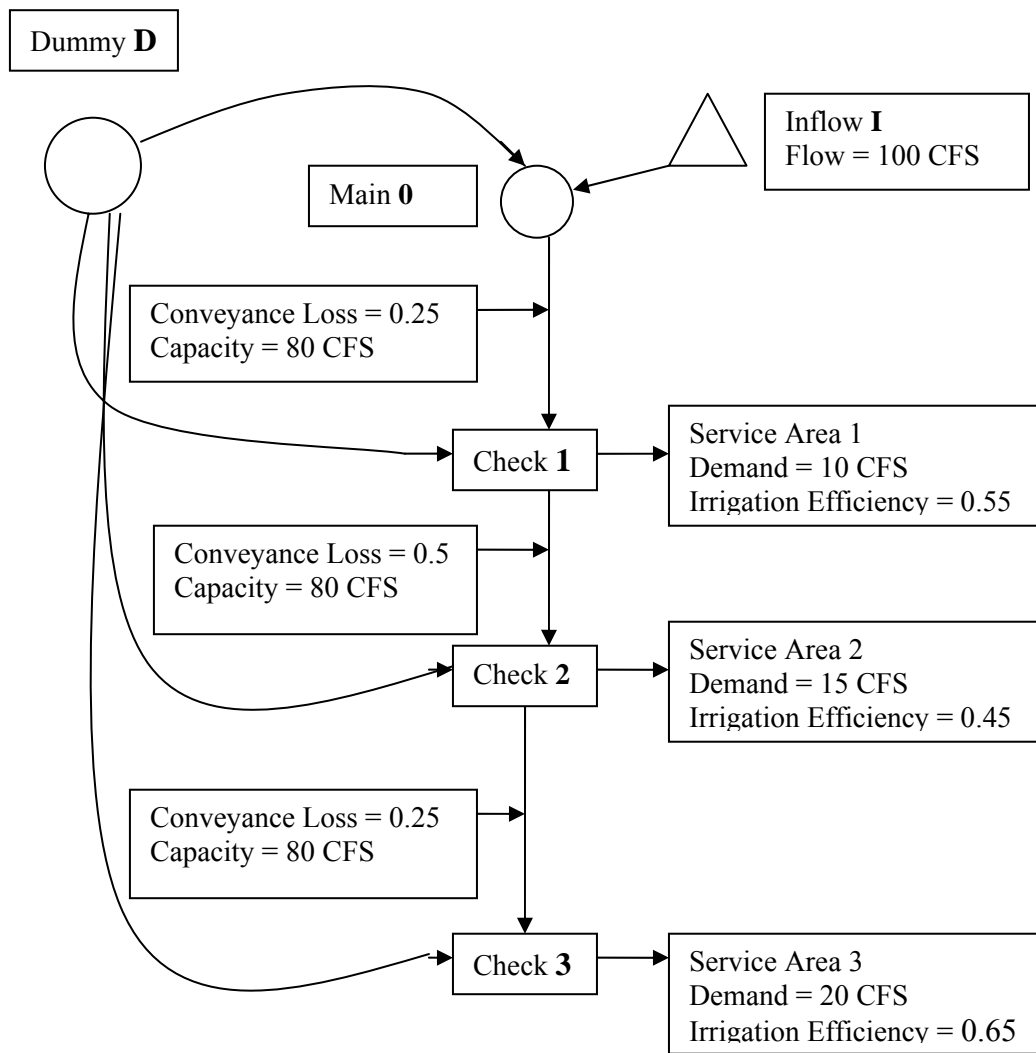 Dummy D
Inflow I
Flow = 100 CFS
Main 0
Conveyance Loss = 0.25
Capacity = 80 CFS
Check 1
Service Area 1
Demand = 10 CFS
Irrigation Efficiency = 0.55
Conveyance Loss = 0.5
Capacity = 80 CFS
Check 2
Service Area 2
Demand = 15 CFS
Irrigation Efficiency = 0.45
Conveyance Loss = 0.25
Capacity = 80 CFS
Check 3
Service Area 3
Demand = 20 CFS
Irrigation Efficiency = 0.65